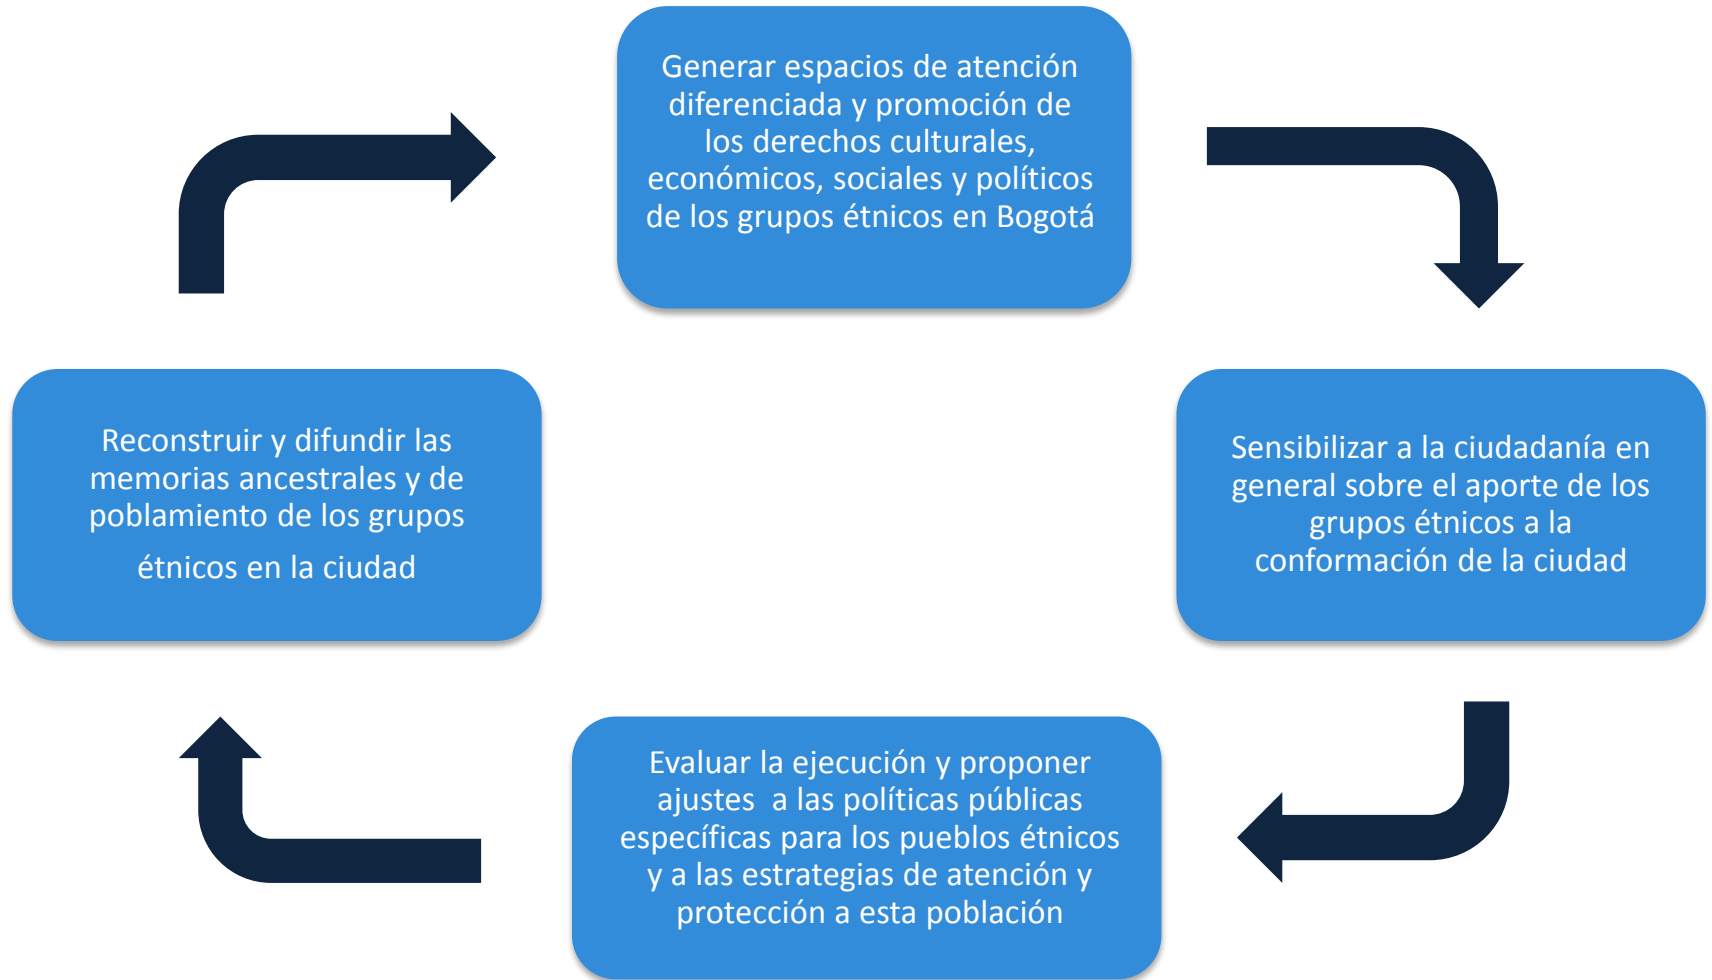 Generar espacios de atención
diferenciada y promoción de
los derechos culturales,
económicos, sociales y políticos
de los grupos étnicos en Bogotá
Reconstruir y difundir las
memorias ancestrales y de
poblamiento de los grupos
étnicos en la ciudad
Sensibilizar a la ciudadanía en
general sobre el aporte de los
grupos étnicos a la
conformación de la ciudad
Evaluar la ejecución y proponer
ajustes  a las políticas públicas
específicas para los pueblos étnicos
y a las estrategias de atención y
protección a esta población